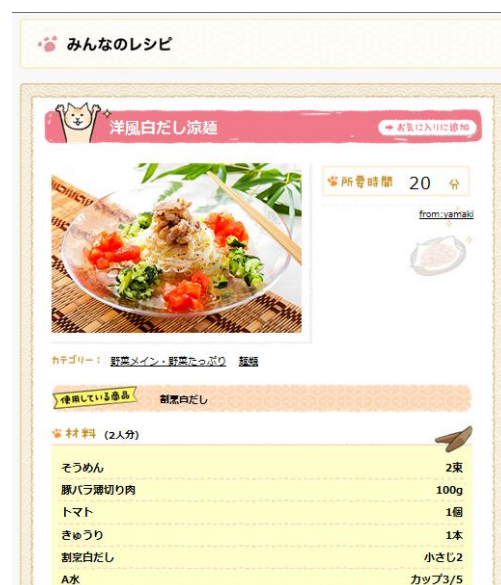 みんなのレシピ
洋風白だし涼麺
お気に入りに追加
所要時間 20 分
from:yamaki
カテゴリー： 野菜メイン・野菜たっぷり 麺類
使用している商品 割烹白だし
材料 (2人分)
そうめん 2束
豚バラ薄切り肉 100g
トマト 1個
きゅうり 1本
割烹白だし 小さじ2
A水 カップ3/5